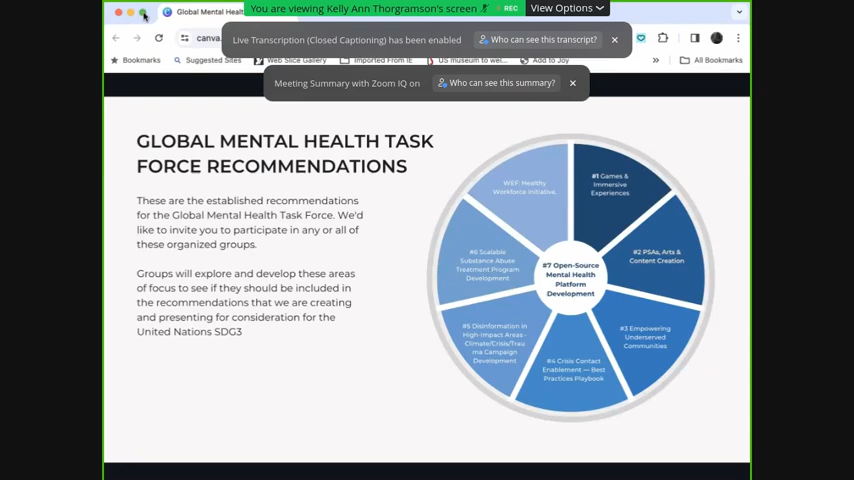 Global Mental Healt
You are viewing Kelly Ann Thorgramson's screen
REC
View Options
canva.
Live Transcription (Closed Captioning) has been enabled
Who can see this transcript?
Bookmarks
Suggested Sites
Web Slice Gallery
Imported From IE
US museum to wel...
Add to Joy
»
All Bookmarks
Meeting Summary with Zoom IQ on
Who can see this summary?
GLOBAL MENTAL HEALTH TASK
FORCE RECOMMENDATIONS
These are the established recommendations
for the Global Mental Health Task Force. We'd
like to invite you to participate in any or all of
these organized groups.
Groups will explore and develop these areas
of focus to see if they should be included in
the recommendations that we are creating
and presenting for consideration for the
United Nations SDG3
WEF: Healthy
Workforce Initiative,
#1 Games &
Immersive
Experiences
#2 PSAs, Arts &
Content Creation
#3 Empowering
Underserved
Communities
#4 Crisis Contact
Enablement — Best
Practices Playbook
#5 Disinformation in
High-Impact Areas -
Climate/Crisis/Trau
ma Campaign
Development
#6 Scalable
Substance Abuse
Treatment Program
Development
#7 Open-Source
Mental Health
Platform
Development